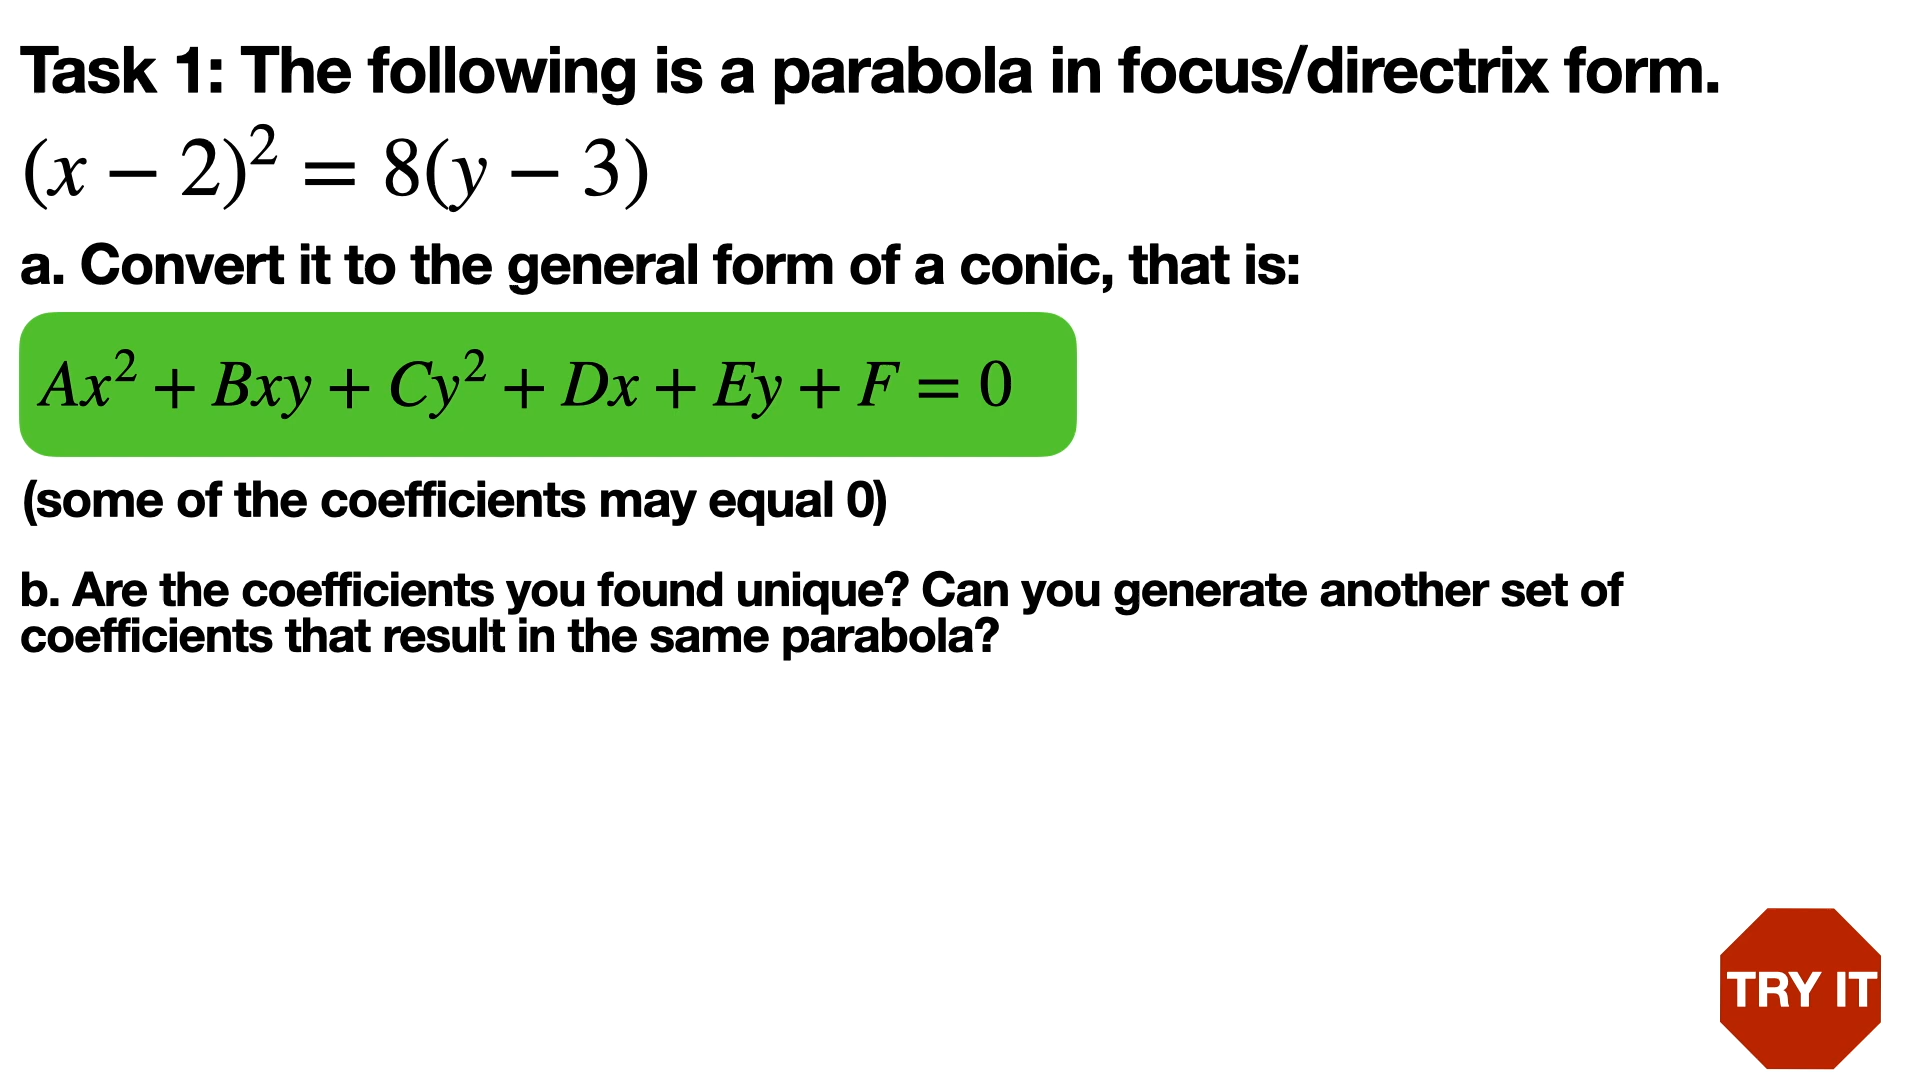 Task 1: The following is a parabola in focus/directrix form.
(x − 2)² = 8(y − 3)
a. Convert it to the general form of a conic, that is:
Ax² + Bxy + Cy² + Dx + Ey + F = 0
(some of the coefficients may equal 0)
b. Are the coefficients you found unique? Can you generate another set of
coefficients that result in the same parabola?
TRY IT